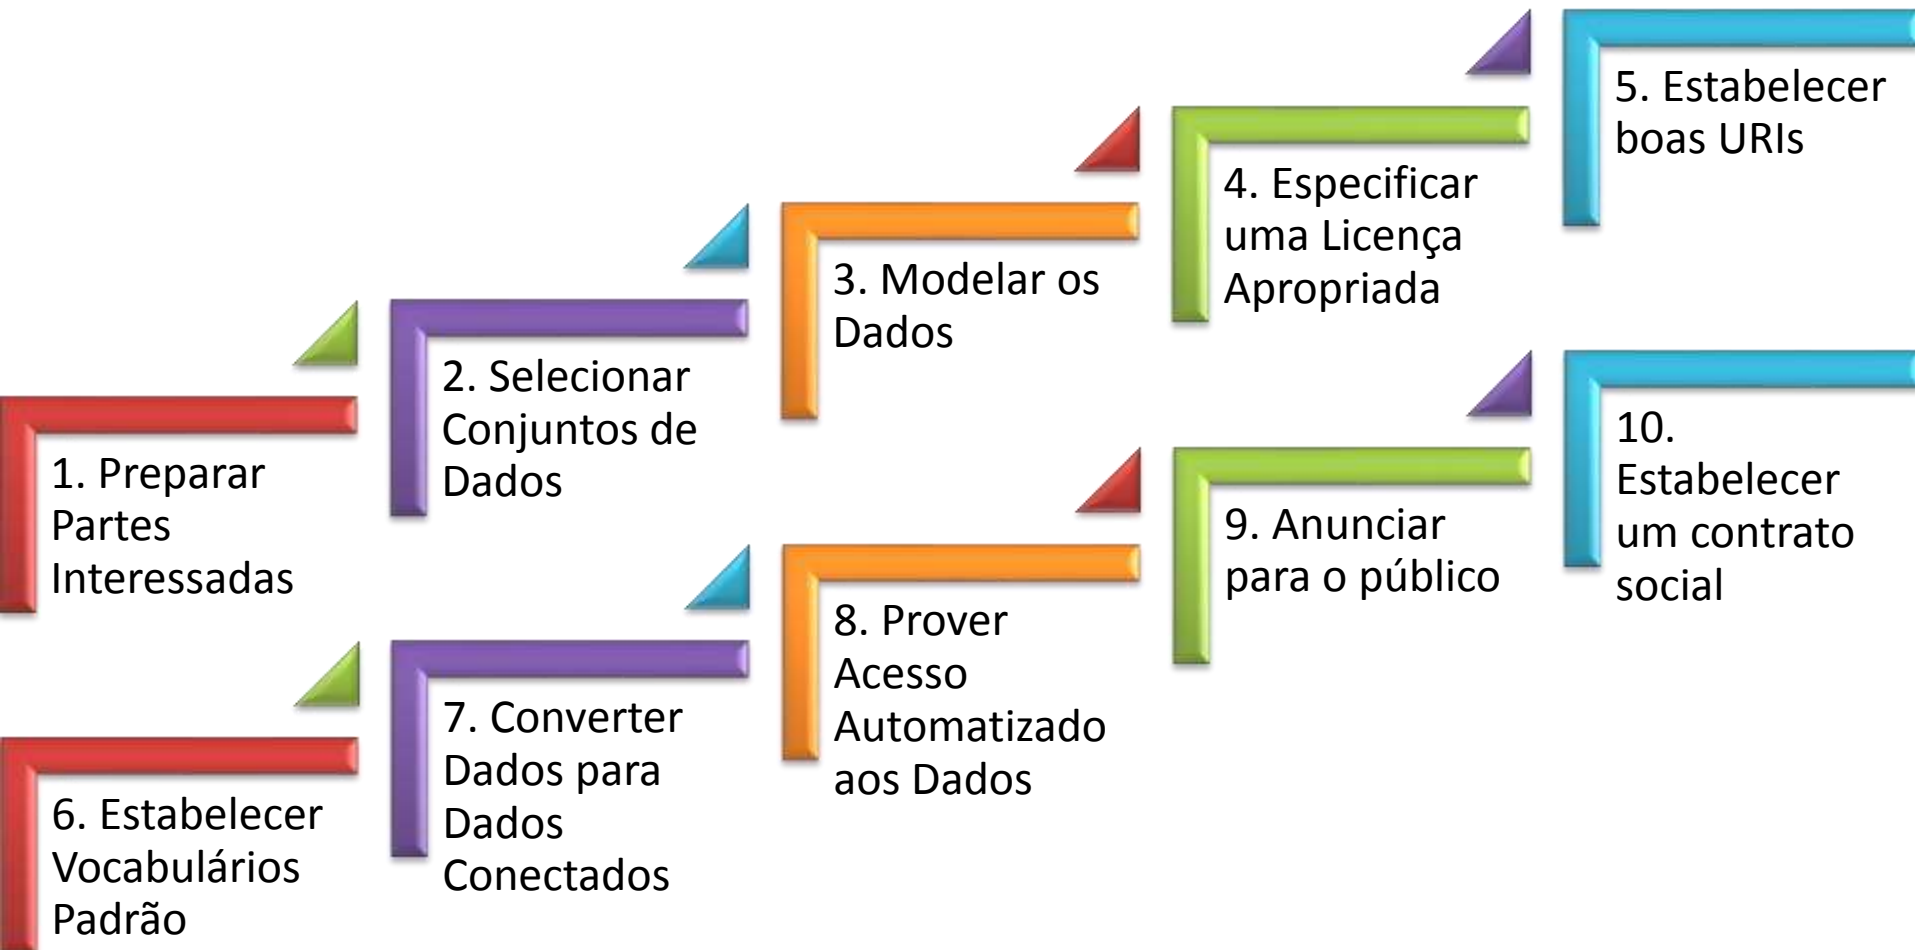 1. Preparar
Partes
Interessadas
2. Selecionar
Conjuntos de
Dados
3. Modelar os
Dados
4. Especificar
uma Licença
Apropriada
5. Estabelecer
boas URIs
6. Estabelecer
Vocabulários
Padrão
7. Converter
Dados para
Dados
Conectados
8. Prover
Acesso
Automatizado
aos Dados
9. Anunciar
para o público
10.
Estabelecer
um contrato
social